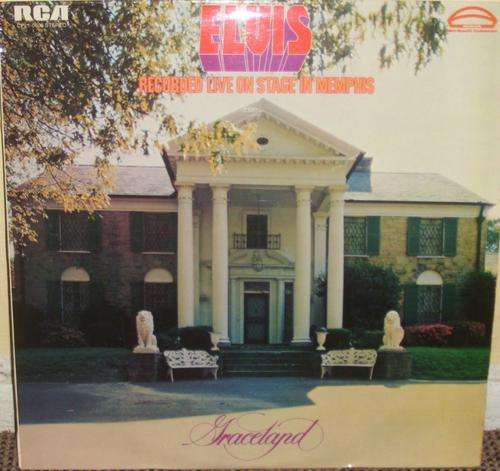 RCA
ELVIS
RECORDED LIVE ON STAGE IN MEMPHIS
Graceland